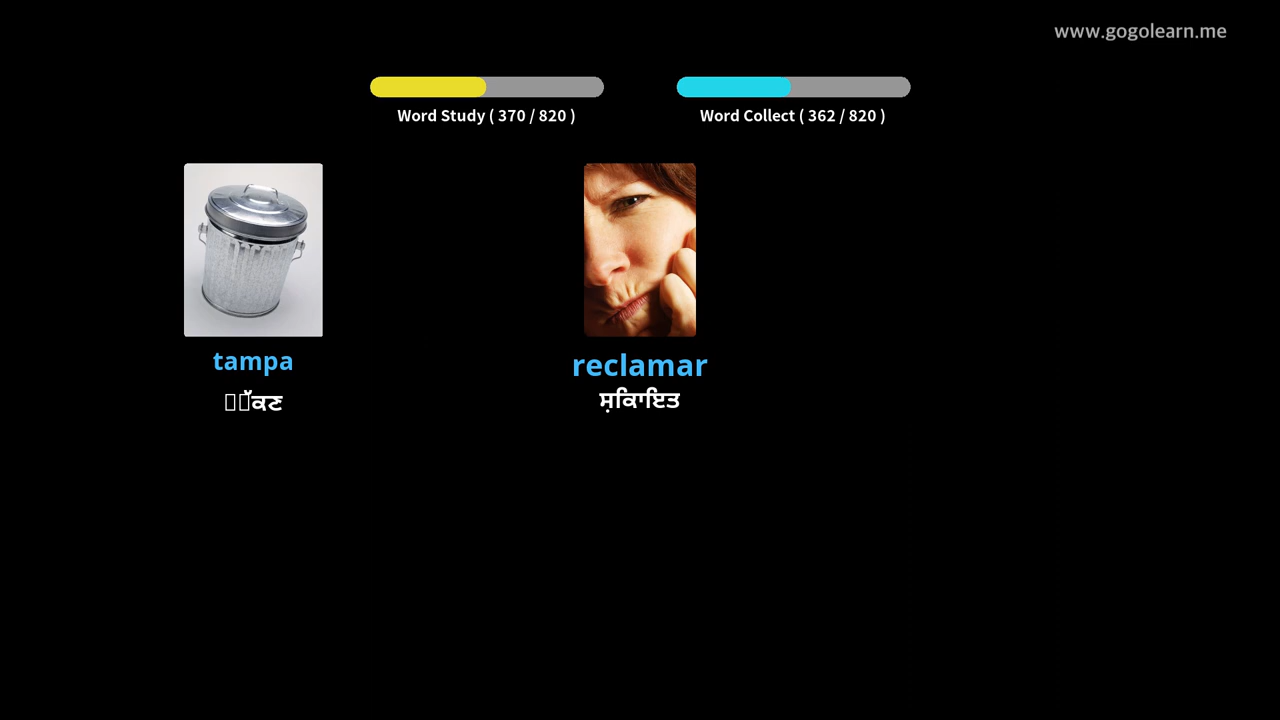 www.gogolearn.me
Word Study ( 370 / 820 )
Word Collect ( 362 / 820 )
tampa
reclamar
ਸ਼ਿਕਾਇਤ